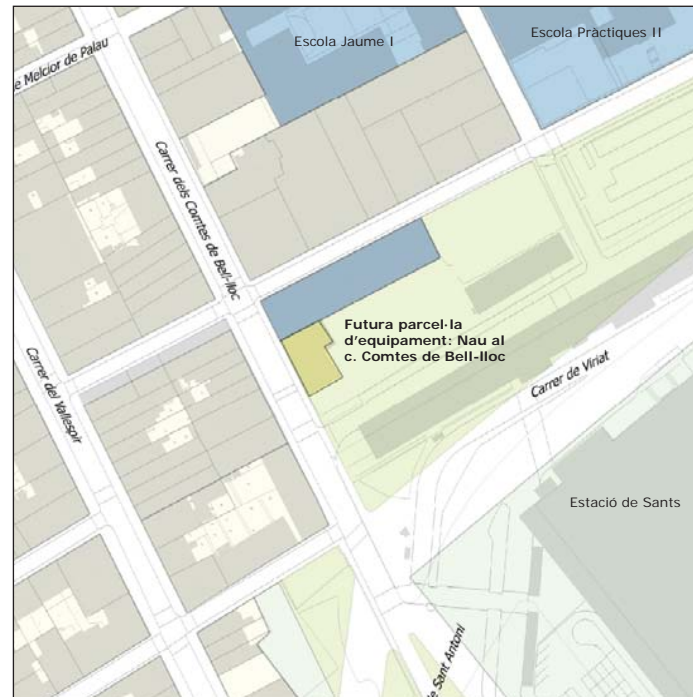 Escola Jaume I
Escola Pràctiques II
e Melcior de Palau
Carrer dels Comtes de Bell-lloc
Futura parcel·la
d'equipament: Nau al
c. Comtes de Bell-lloc
Carrer del Vallespir
Carrer de Viriat
Estació de Sants
de Sant Antoni